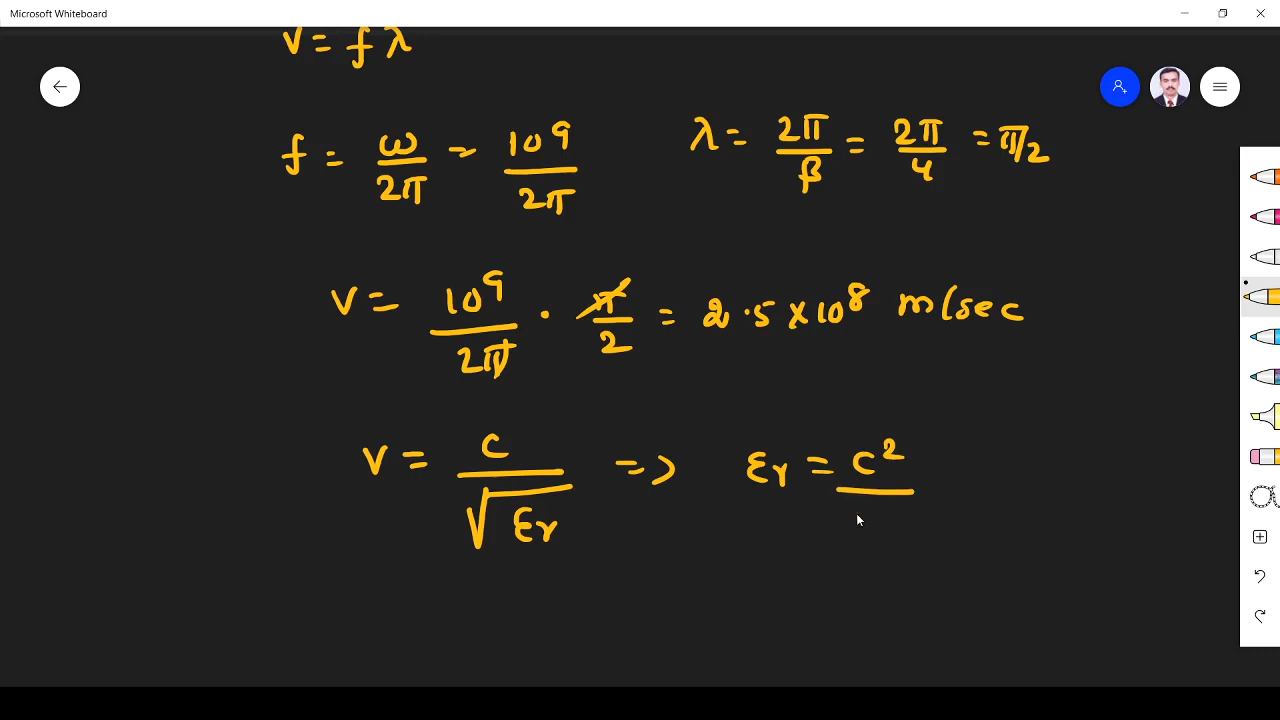 Microsoft Whiteboard
v = f λ
f = ω/2π = 10⁹/2π λ = 2π/β = 2π/4 = π/2
v = 10⁹/2π · π/2 = 2.5 × 10⁸ m/sec
v = c/√εr => εr = c²